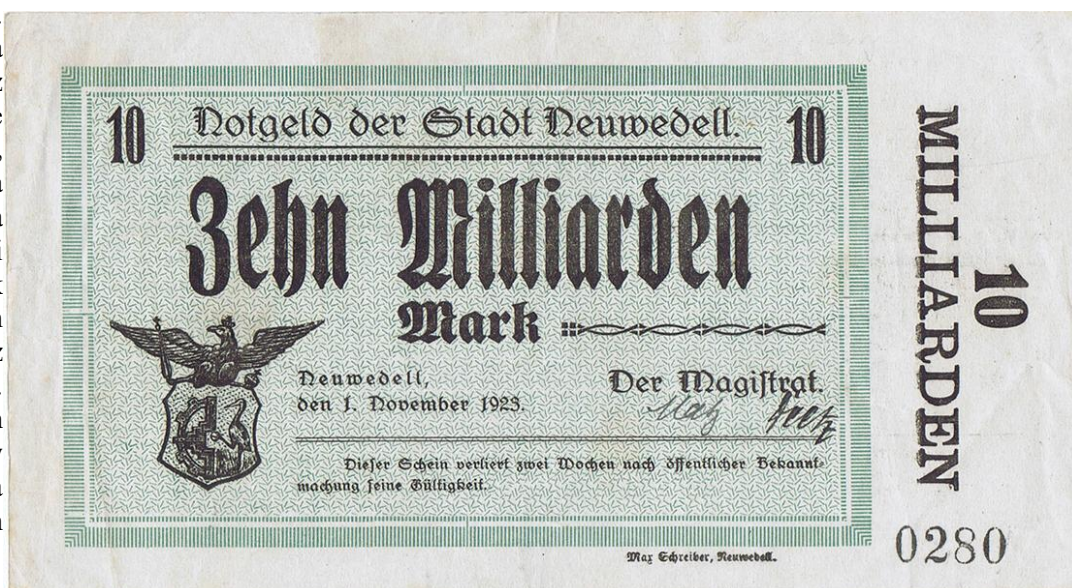 10 Notgeld der Stadt Neuwedell. 10
Zehn Milliarden
Mark
Neuwedell,
den 1. November 1923.
Der Magistrat.
Dieser Schein verliert zwei Wochen nach öffentlicher Bekannt-
machung seine Gültigkeit.
Max Schreiber, Neuwedell.
10
MILLIARDEN
0280